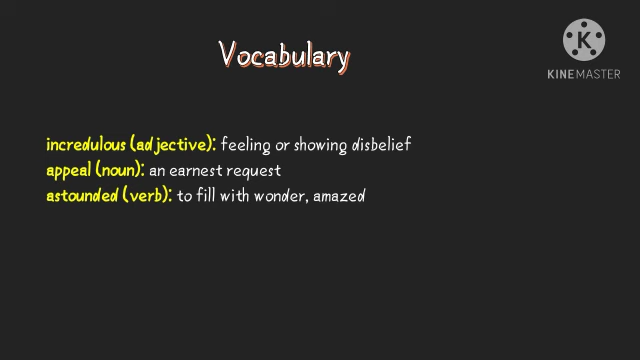 Vocabulary
KINEMASTER
incredulous (adjective): feeling or showing disbelief
appeal (noun): an earnest request
astounded (verb): to fill with wonder, amazed